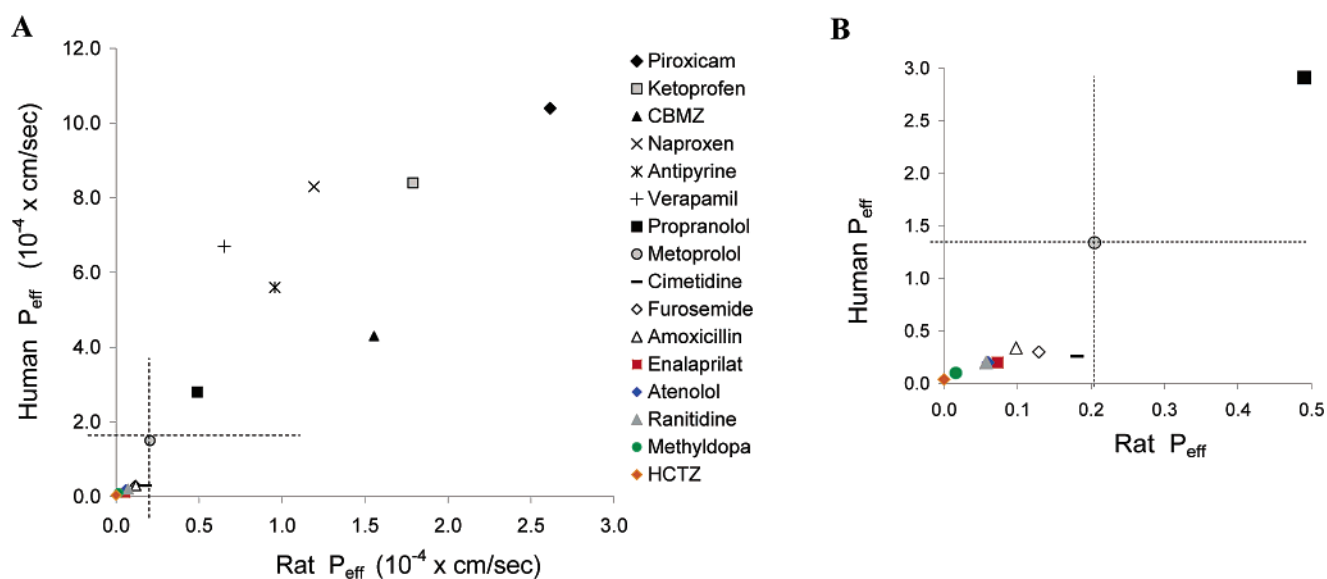 A
12.0
10.0
8.0
6.0
4.0
2.0
0.0
Human Peff (10-4 x cm/sec)
0.0 0.5 1.0 1.5 2.0 2.5 3.0
Rat Peff (10-4 x cm/sec)
Piroxicam
Ketoprofen
CBMZ
Naproxen
Antipyrine
Verapamil
Propranolol
Metoprolol
Cimetidine
Furosemide
Amoxicillin
Enalaprilat
Atenolol
Ranitidine
Methyldopa
HCTZ
B
3.0
2.5
2.0
1.5
1.0
0.5
0.0
Human Peff
0.0 0.1 0.2 0.3 0.4 0.5
Rat Peff